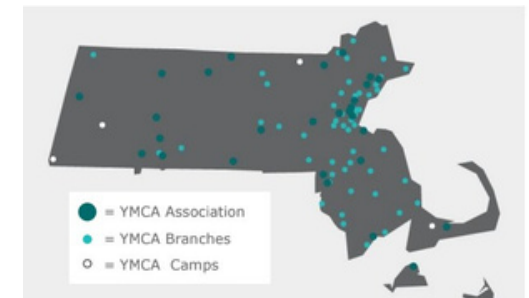 = YMCA Association
= YMCA Branches
= YMCA Camps